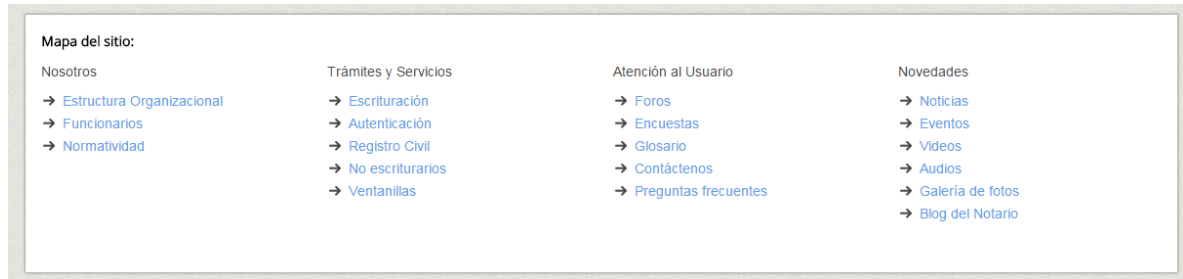 Mapa del sitio:
Nosotros
Estructura Organizacional
Funcionarios
Normatividad
Trámites y Servicios
Escrituración
Autenticación
Registro Civil
No escriturarios
Ventanillas
Atención al Usuario
Foros
Encuestas
Glosario
Contáctenos
Preguntas frecuentes
Novedades
Noticias
Eventos
Videos
Audios
Galería de fotos
Blog del Notario